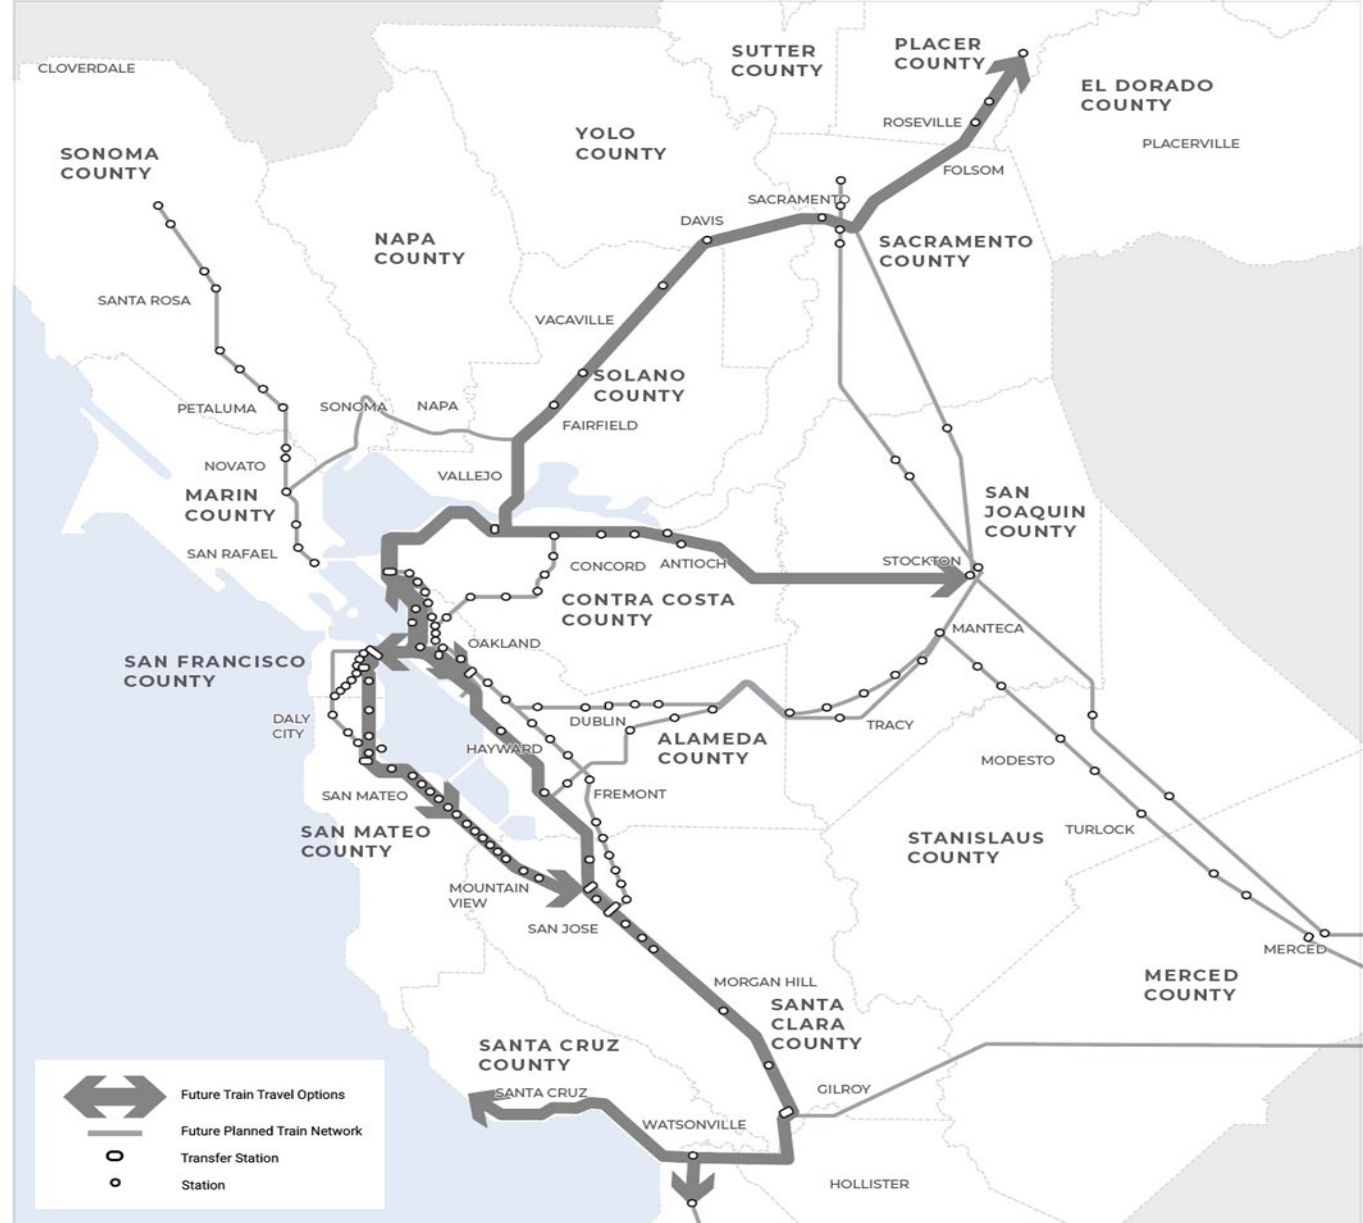 CLOVERDALE
SUTTER
COUNTY
PLACER
COUNTY
EL DORADO
COUNTY
ROSEVILLE
YOLO
COUNTY
PLACERVILLE
SONOMA
COUNTY
FOLSOM
SACRAMENTO
DAVIS
NAPA
COUNTY
SACRAMENTO
COUNTY
SANTA ROSA
VACAVILLE
SOLANO
COUNTY
PETALUMA
SONOMA
NAPA
FAIRFIELD
NOVATO
VALLEJO
MARIN
COUNTY
SAN
JOAQUIN
COUNTY
SAN RAFAEL
CONCORD
ANTIOCH
STOCKTON
CONTRA COSTA
COUNTY
MANTECA
OAKLAND
SAN FRANCISCO
COUNTY
DALY
CITY
DUBLIN
TRACY
ALAMEDA
COUNTY
HAYWARD
MODESTO
SAN MATEO
FREMONT
SAN MATEO
COUNTY
TURLOCK
STANISLAUS
COUNTY
MOUNTAIN
VIEW
SAN JOSE
MERCED
MERCED
COUNTY
MORGAN HILL
SANTA
CLARA
COUNTY
SANTA CRUZ
COUNTY
SANTA CRUZ
GILROY
WATSONVILLE
HOLLISTER
Future Train Travel Options
Future Planned Train Network
Transfer Station
Station